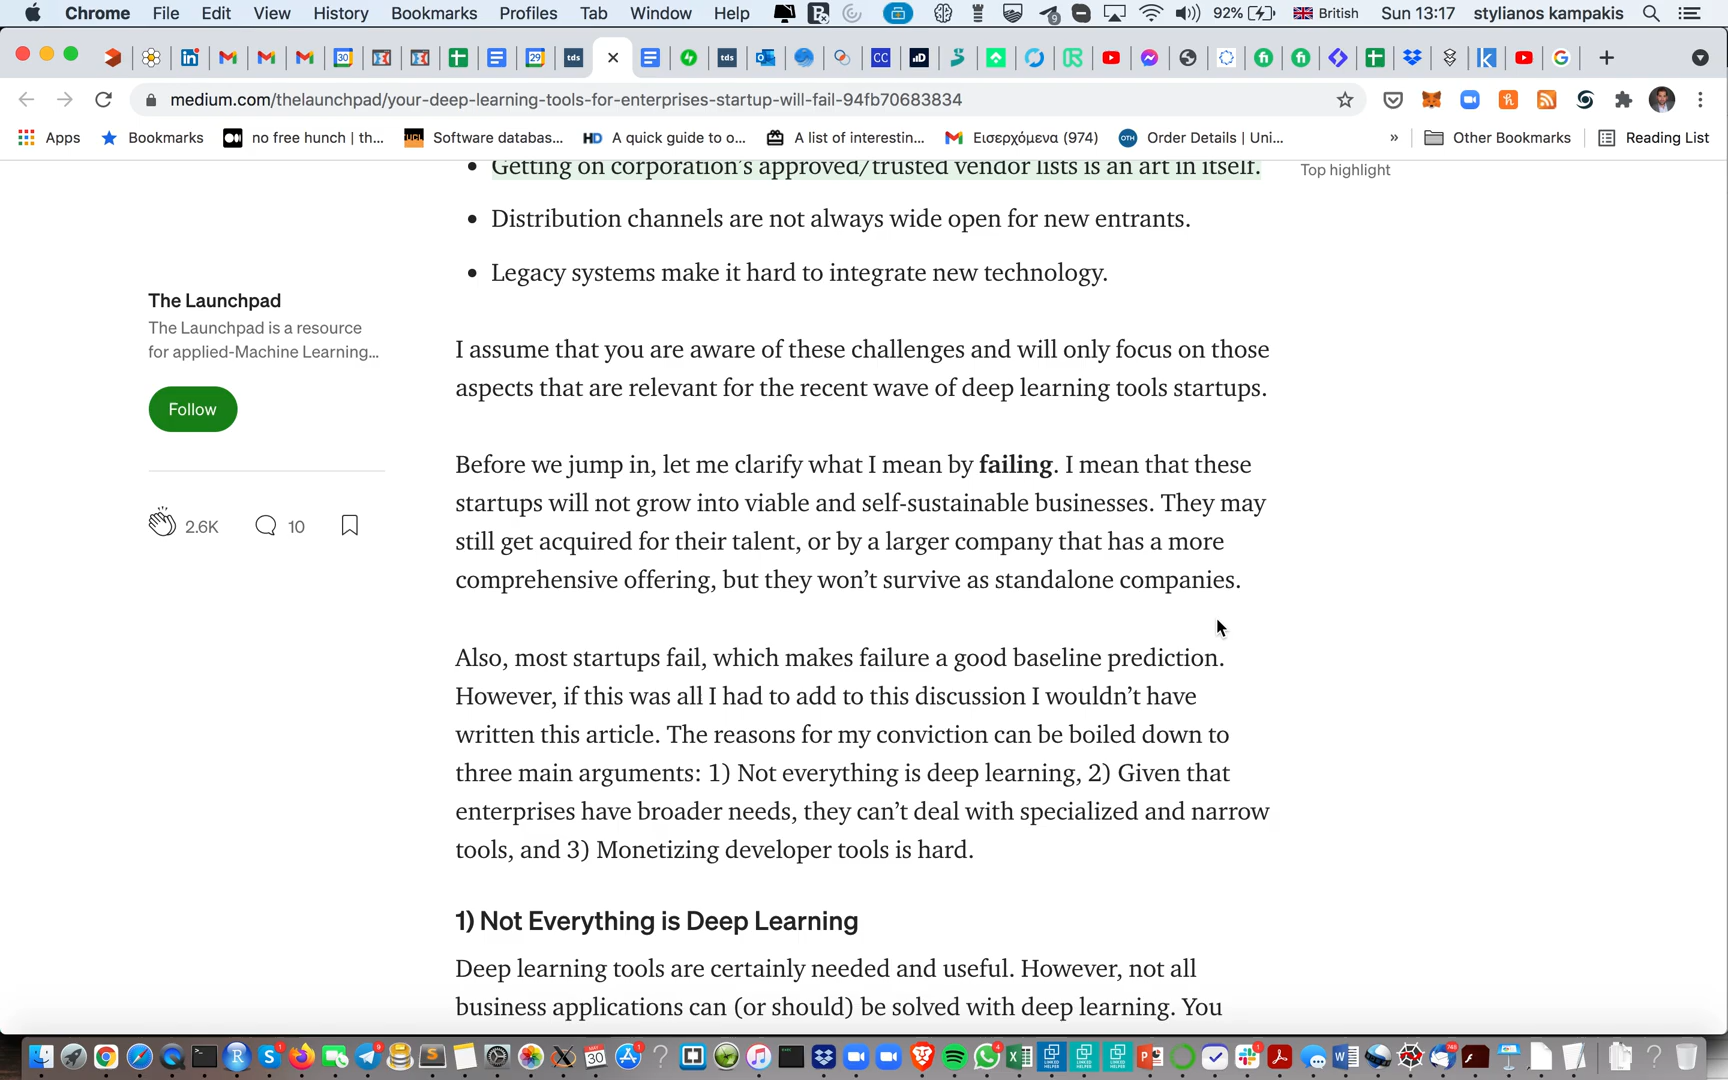 Chrome File Edit View History Bookmarks Profiles Tab Window Help 92% British Sun 13:17 stylianos kampakis
medium.com/thelaunchpad/your-deep-learning-tools-for-enterprises-startup-will-fail-94fb70683834
Apps Bookmarks no free hunch | th... Software databas... A quick guide to o... A list of interestin... Εισερχόμενα (974) Order Details | Uni... » Other Bookmarks Reading List
Getting on corporation's approved/trusted vendor lists is an art in itself.
Top highlight
Distribution channels are not always wide open for new entrants.
Legacy systems make it hard to integrate new technology.
The Launchpad
The Launchpad is a resource
for applied-Machine Learning...
Follow
2.6K 10
I assume that you are aware of these challenges and will only focus on those
aspects that are relevant for the recent wave of deep learning tools startups.
Before we jump in, let me clarify what I mean by failing. I mean that these
startups will not grow into viable and self-sustainable businesses. They may
still get acquired for their talent, or by a larger company that has a more
comprehensive offering, but they won't survive as standalone companies.
Also, most startups fail, which makes failure a good baseline prediction.
However, if this was all I had to add to this discussion I wouldn't have
written this article. The reasons for my conviction can be boiled down to
three main arguments: 1) Not everything is deep learning, 2) Given that
enterprises have broader needs, they can't deal with specialized and narrow
tools, and 3) Monetizing developer tools is hard.
1) Not Everything is Deep Learning
Deep learning tools are certainly needed and useful. However, not all
business applications can (or should) be solved with deep learning. You